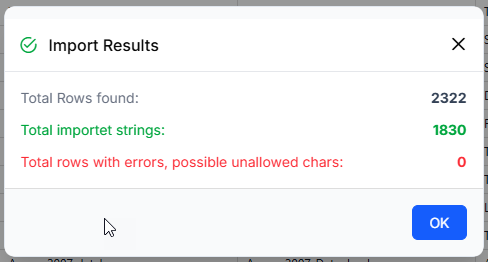 Import Results
Total Rows found: 2322
Total importet strings: 1830
Total rows with errors, possible unallowed chars: 0
OK